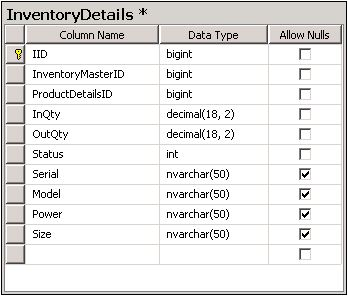 InventoryDetails *
Column Name Data Type Allow Nulls
IID bigint
InventoryMasterID bigint
ProductDetailsID bigint
InQty decimal(18, 2)
OutQty decimal(18, 2)
Status int
Serial nvarchar(50)
Model nvarchar(50)
Power nvarchar(50)
Size nvarchar(50)